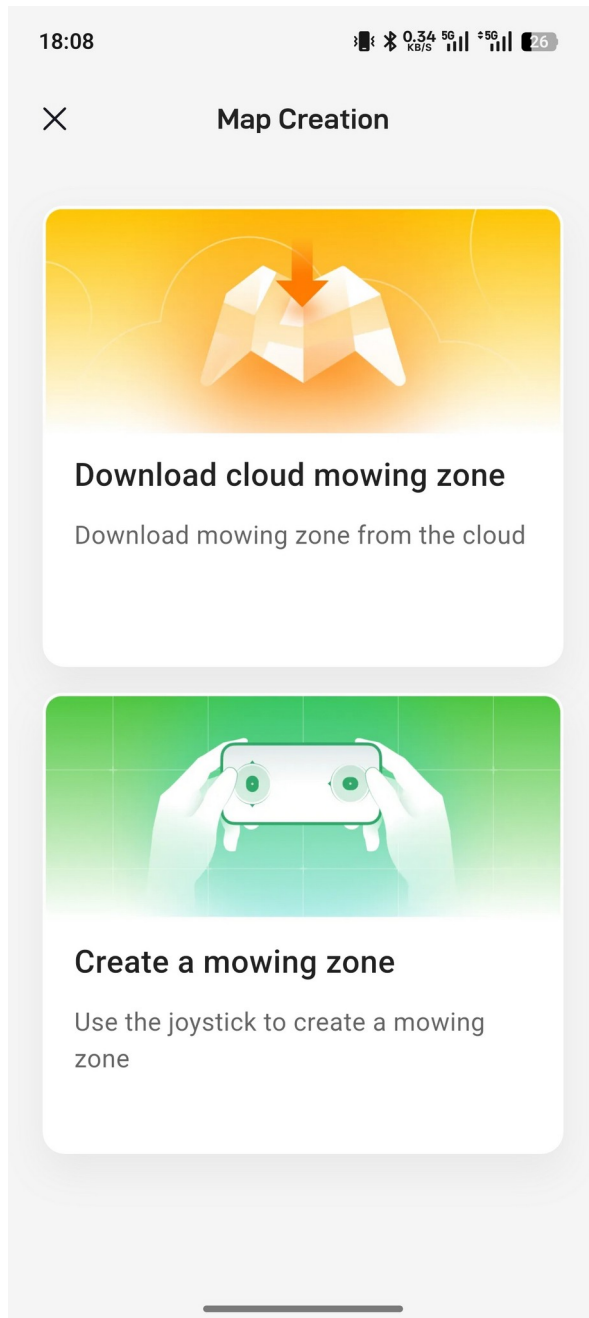 18:08
0.34
KB/S
5G
5G
26
Map Creation
Download cloud mowing zone
Download mowing zone from the cloud
Create a mowing zone
Use the joystick to create a mowing
zone